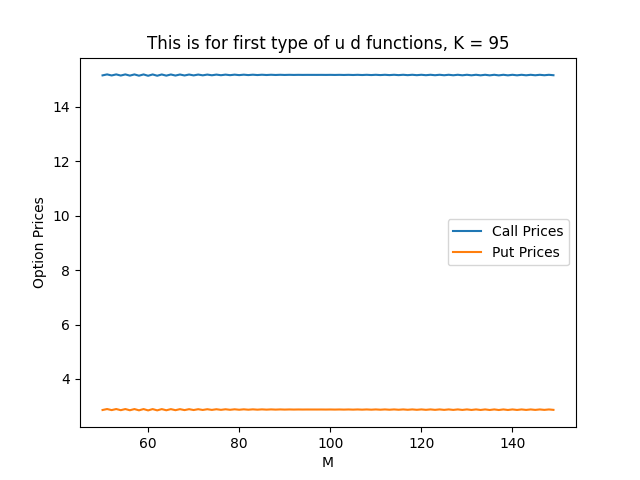 This is for first type of u d functions, K = 95
14
12
10
8
6
4
Option Prices
Call Prices
Put Prices
60 80 100 120 140
M